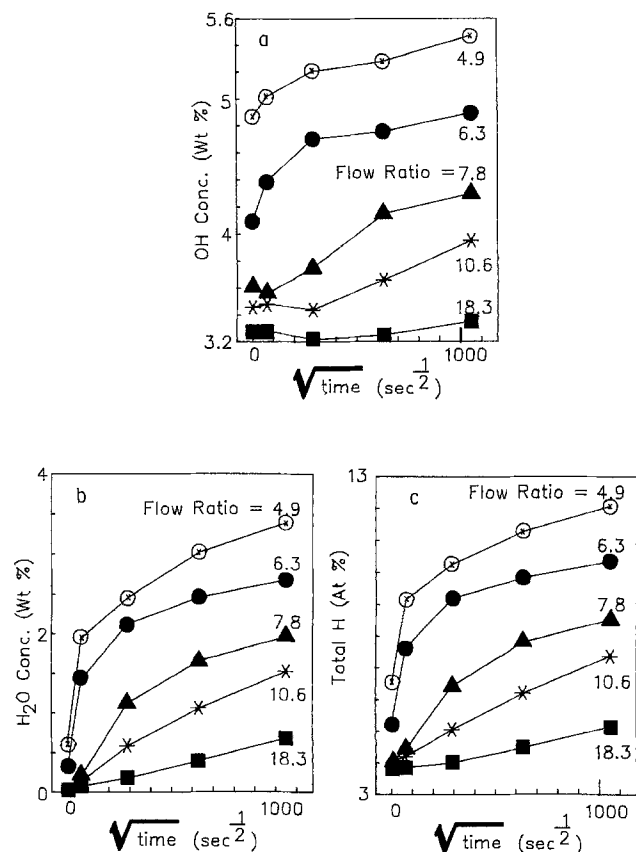 a
5.6
5
4
3.2
OH Conc. (Wt %)
4.9
6.3
Flow Ratio = 7.8
10.6
18.3
0 1000
√time (sec^1/2)
b
4
2
0
H2O Conc. (Wt %)
Flow Ratio = 4.9
6.3
7.8
10.6
18.3
0 1000
√time (sec^1/2)
c
13
3
Total H (At %)
Flow Ratio = 4.9
6.3
7.8
10.6
18.3
0 1000
√time (sec^1/2)